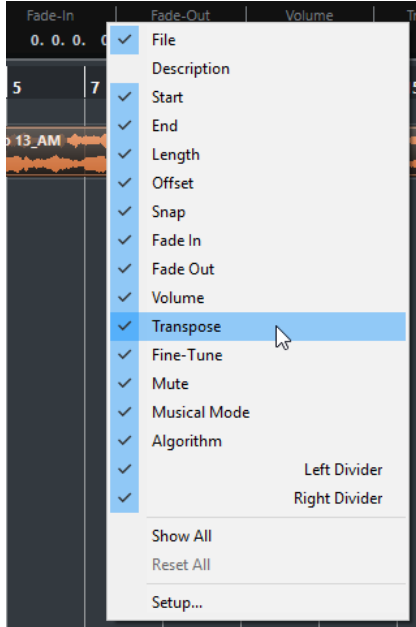 Fade-In Fade-Out Volume
0. 0. 0.
5 7
13_AM
File
Description
Start
End
Length
Offset
Snap
Fade In
Fade Out
Volume
Transpose
Fine-Tune
Mute
Musical Mode
Algorithm
Left Divider
Right Divider
Show All
Reset All
Setup...